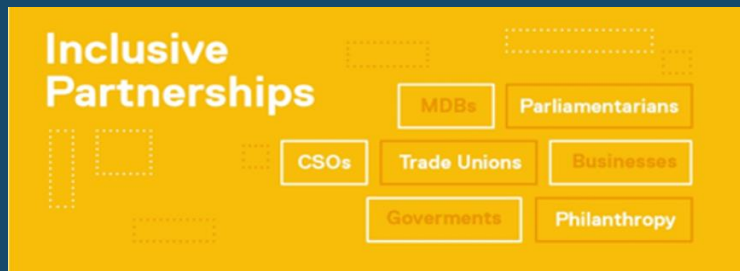 Inclusive
Partnerships
MDBs Parliamentarians
CSOs Trade Unions Businesses
Goverments Philanthropy